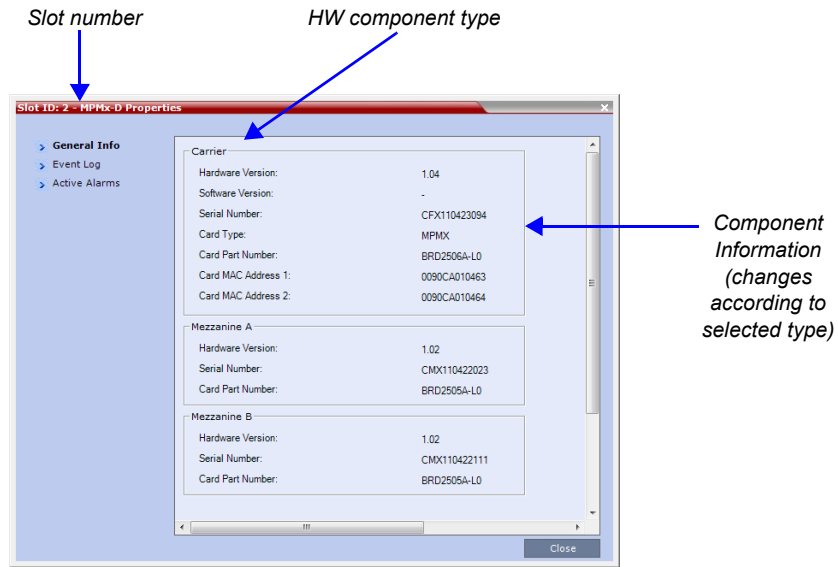 Slot number
HW component type
Slot ID: 2 - MPMx-D Properties
General Info
Event Log
Active Alarms
Carrier
Hardware Version: 1.04
Software Version: -
Serial Number: CFX110423094
Card Type: MPMX
Card Part Number: BRD2506A-L0
Card MAC Address 1: 0090CA010463
Card MAC Address 2: 0090CA010464
Mezzanine A
Hardware Version: 1.02
Serial Number: CMX110422023
Card Part Number: BRD2505A-L0
Mezzanine B
Hardware Version: 1.02
Serial Number: CMX110422111
Card Part Number: BRD2505A-L0
Close
Component
Information
(changes
according to
selected type)